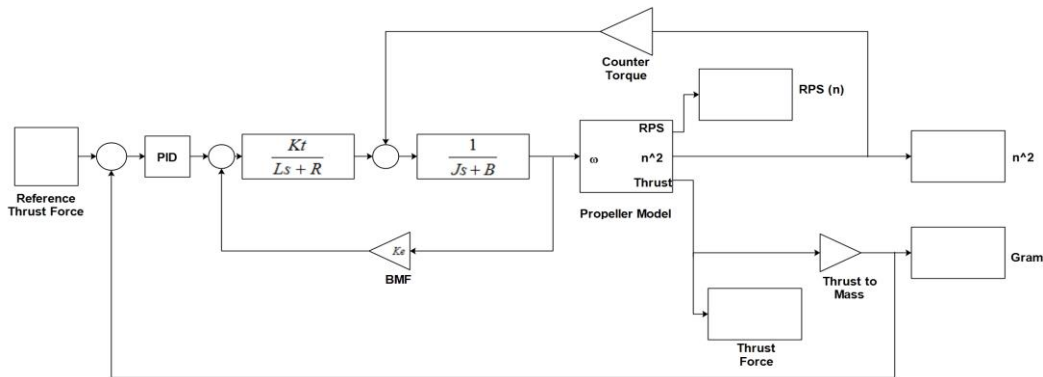 Counter
Torque
RPS (n)
RPS
PID
Kt
Ls + R
1
Js + B
ω
n^2
n^2
Thrust
Reference
Thrust Force
Propeller Model
Ke
BMF
Gram
Thrust to
Mass
Thrust
Force